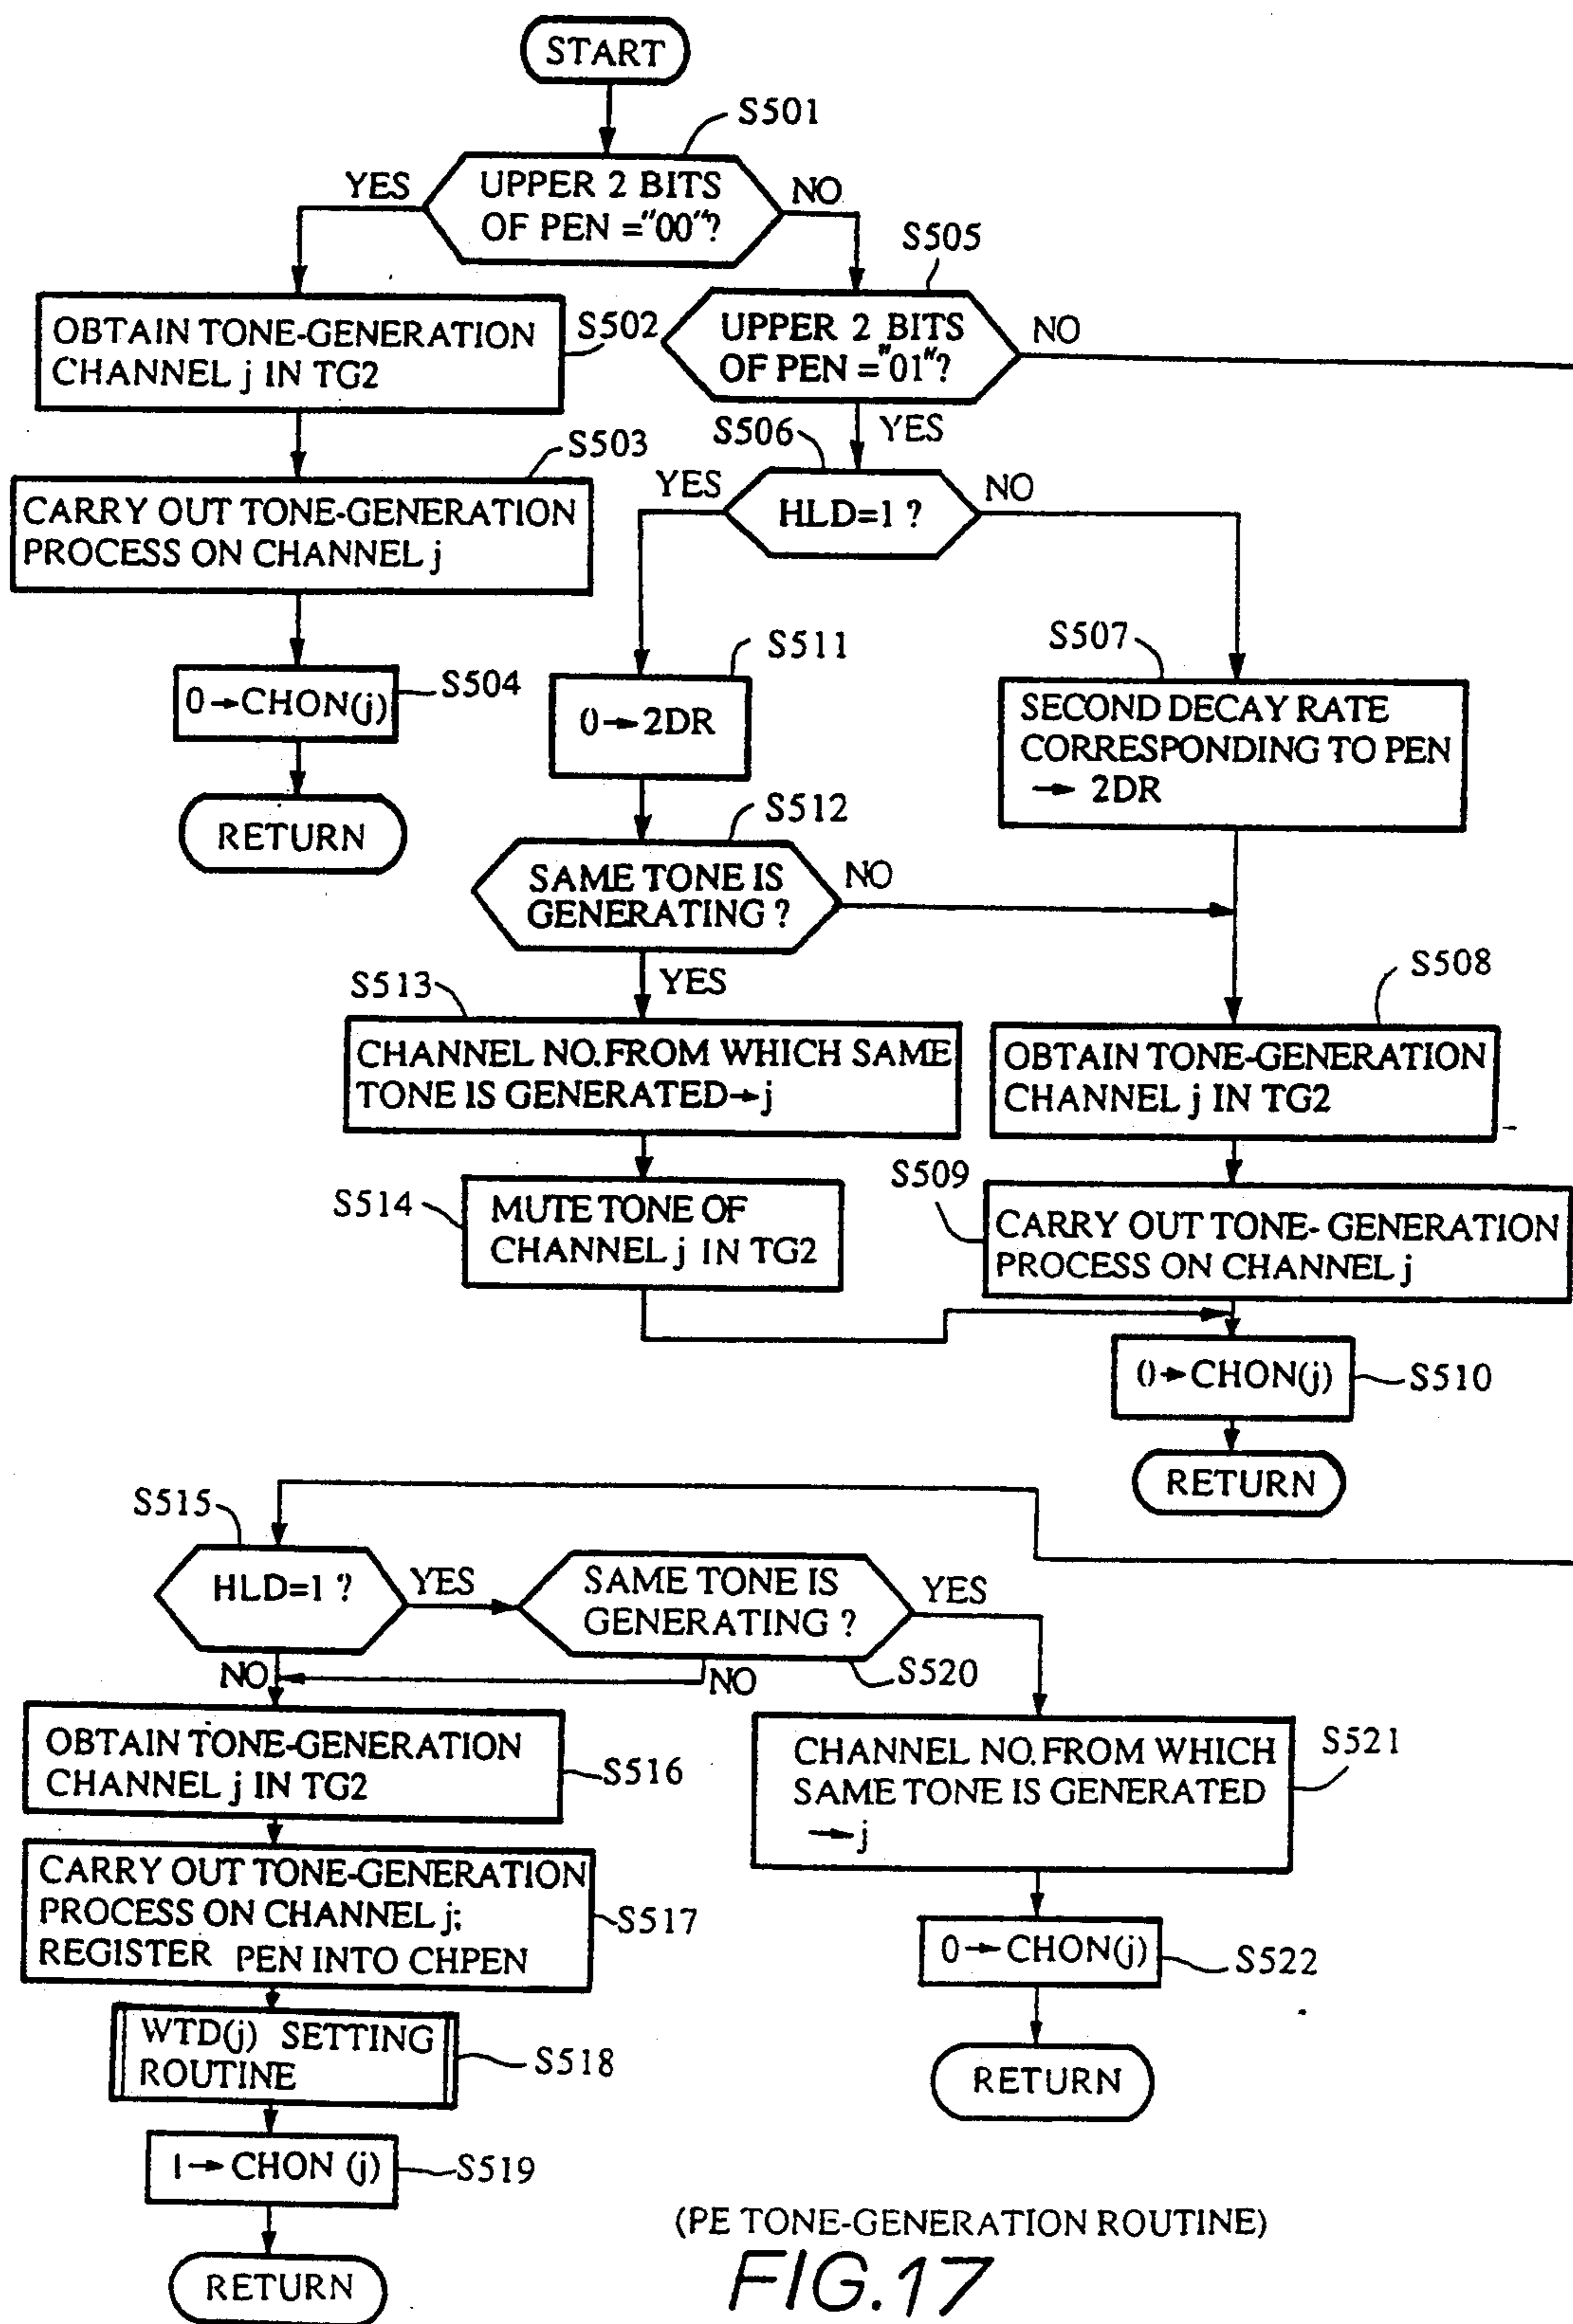 START
S501
YES
UPPER 2 BITS
OF PEN ="00"?
NO
S505
OBTAIN TONE-GENERATION
CHANNEL j IN TG2
S502
UPPER 2 BITS
OF PEN ="01"?
NO
S503
S506
YES
CARRY OUT TONE-GENERATION
PROCESS ON CHANNEL j
YES
HLD=1 ?
NO
0→CHON(j)
S504
S511
0→2DR
S507
SECOND DECAY RATE
CORRESPONDING TO PEN
→ 2DR
RETURN
S512
SAME TONE IS
GENERATING ?
NO
YES
S513
S508
CHANNEL NO.FROM WHICH SAME
TONE IS GENERATED→j
OBTAIN TONE-GENERATION
CHANNEL j IN TG2
S514
MUTE TONE OF
CHANNEL j IN TG2
S509
CARRY OUT TONE- GENERATION
PROCESS ON CHANNEL j
0→CHON(j)
S510
RETURN
S515
HLD=1 ?
YES
SAME TONE IS
GENERATING ?
YES
NO
NO
S520
OBTAIN TONE-GENERATION
CHANNEL j IN TG2
S516
CHANNEL NO.FROM WHICH
SAME TONE IS GENERATED
→j
S521
CARRY OUT TONE-GENERATION
PROCESS ON CHANNEL j;
REGISTER PEN INTO CHPEN
S517
0→CHON(j)
S522
WTD(j) SETTING
ROUTINE
S518
RETURN
1→CHON (j)
S519
RETURN
(PE TONE-GENERATION ROUTINE)
FIG.17